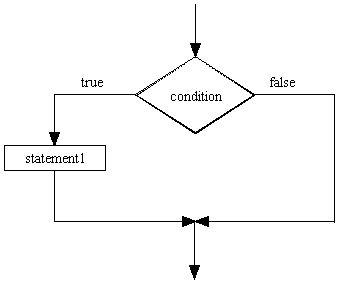 true
false
condition
statement1